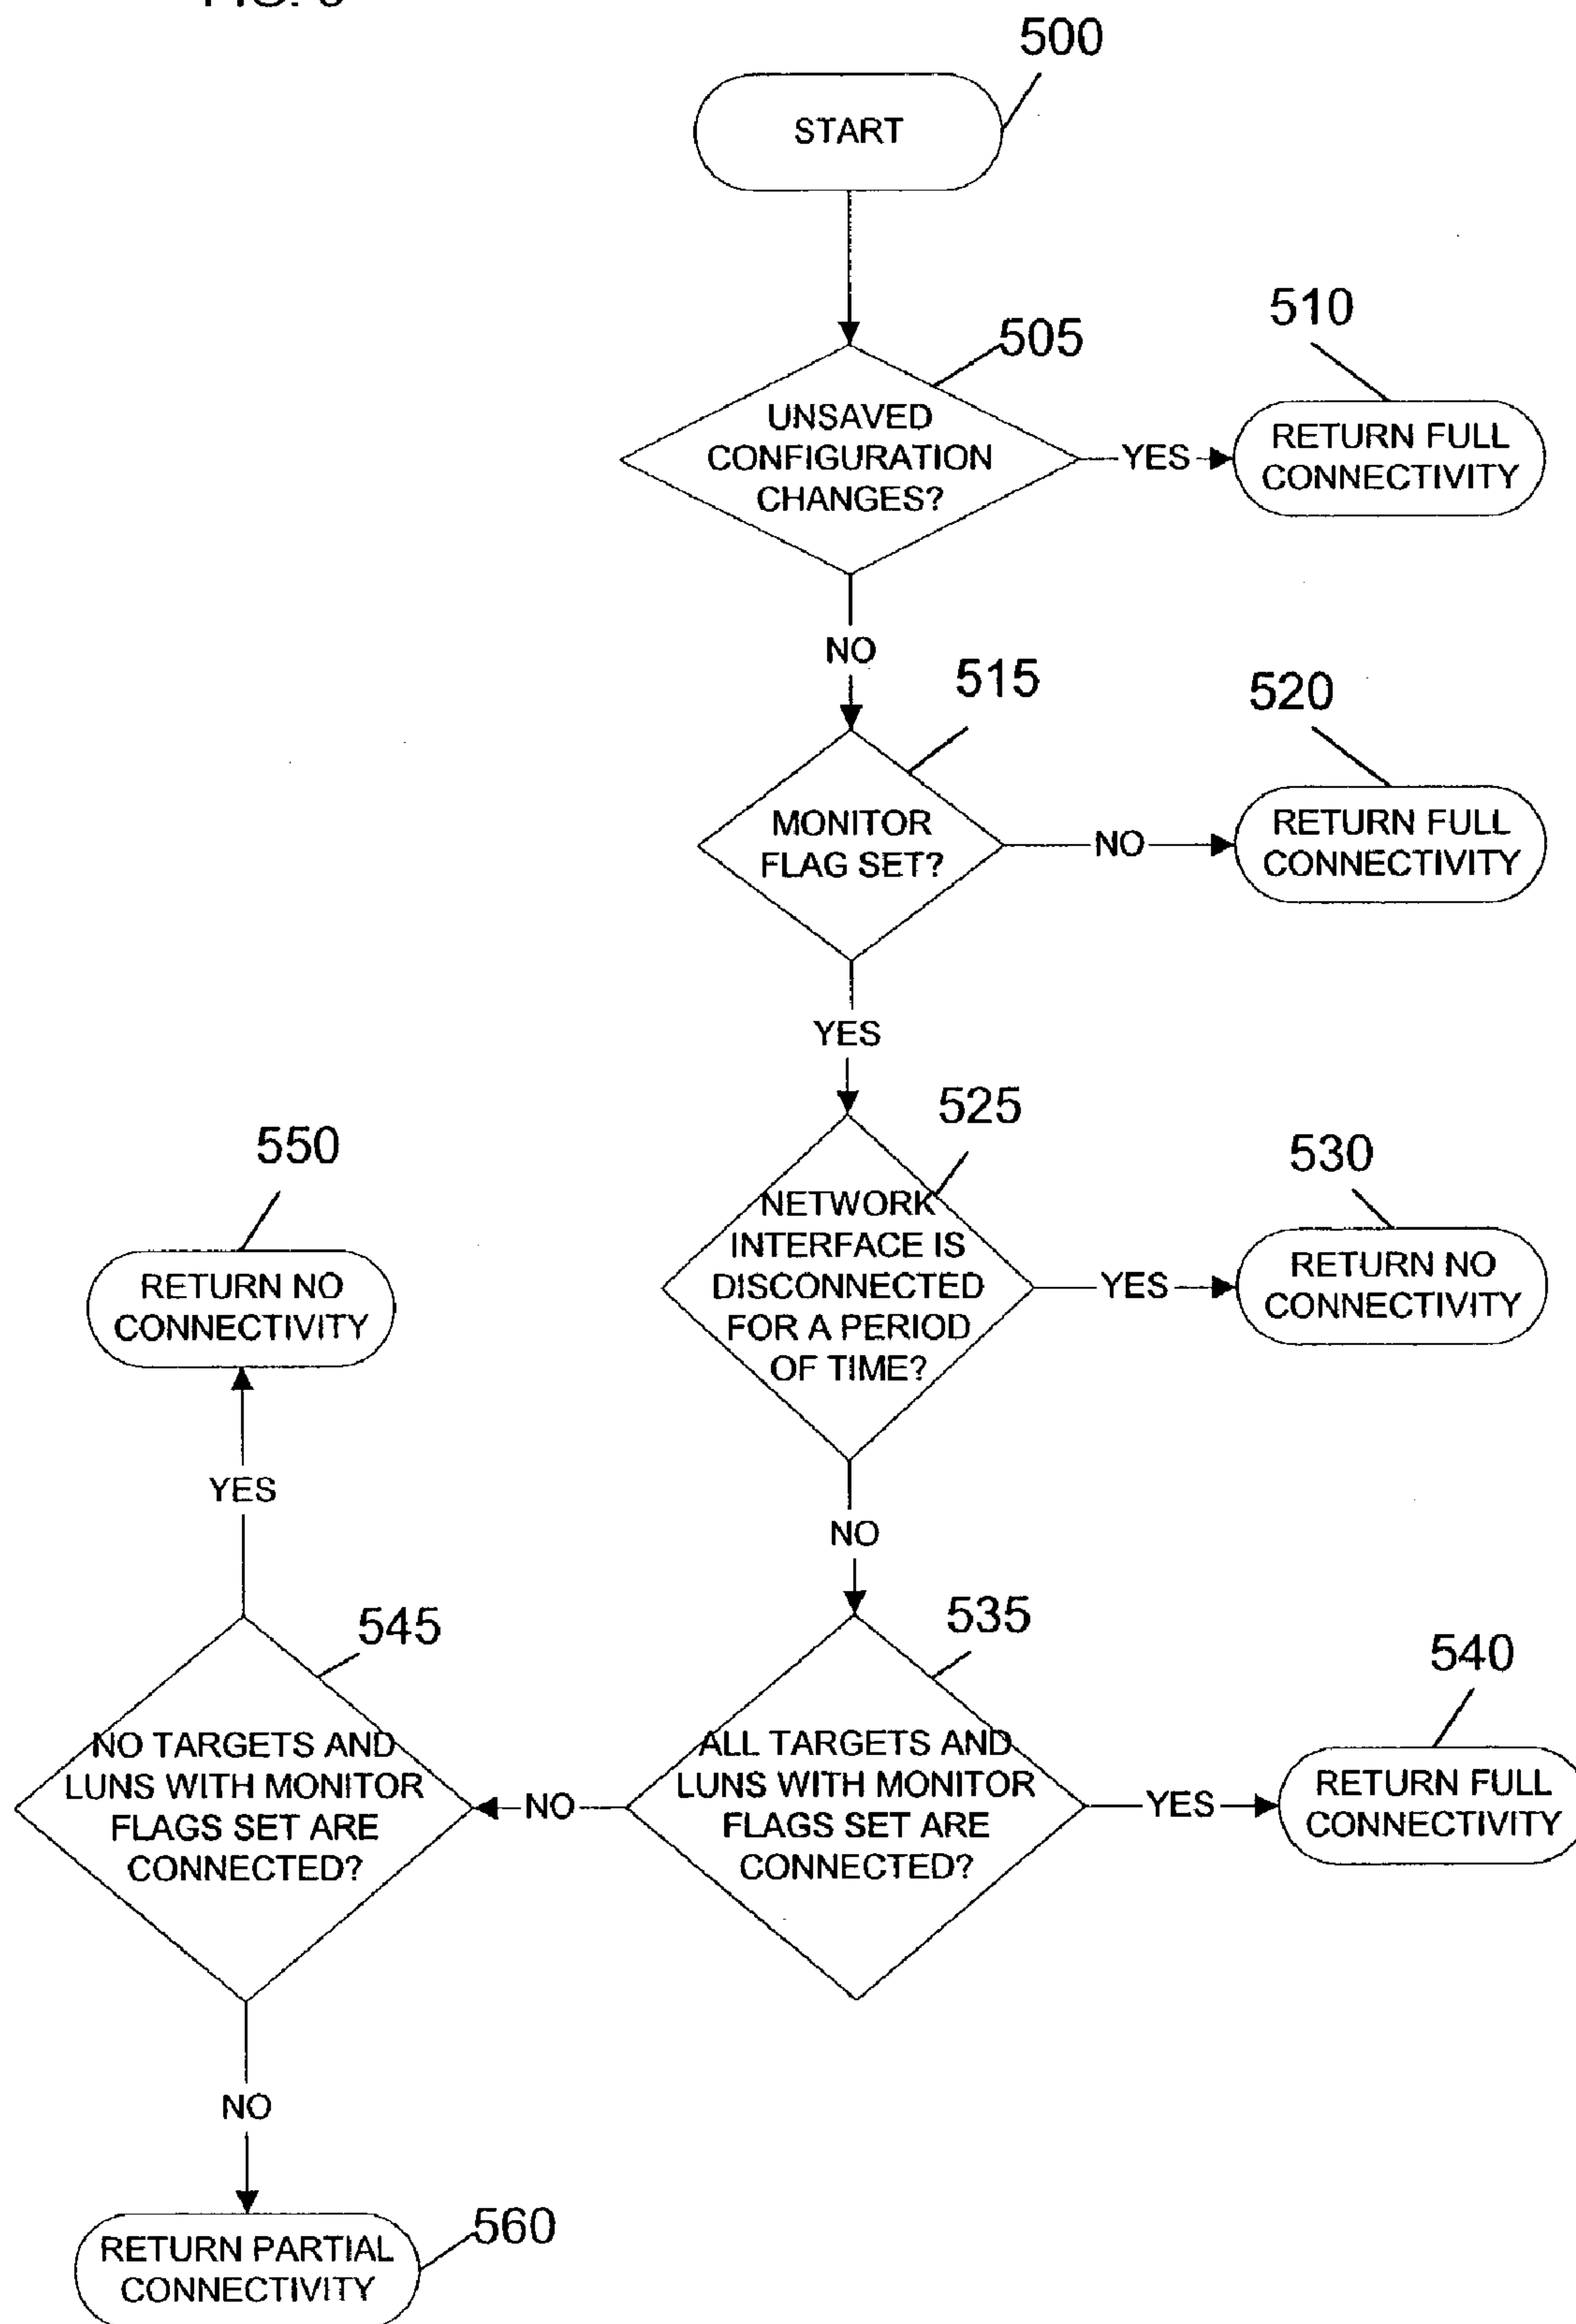 500
START
505
510
UNSAVED
CONFIGURATION
CHANGES?
YES
RETURN FULL
CONNECTIVITY
NO
515
520
MONITOR
FLAG SET?
NO
RETURN FULL
CONNECTIVITY
YES
525
530
550
NETWORK
INTERFACE IS
DISCONNECTED
FOR A PERIOD
OF TIME?
YES
RETURN NO
CONNECTIVITY
RETURN NO
CONNECTIVITY
YES
NO
545
535
540
NO TARGETS AND
LUNS WITH MONITOR
FLAGS SET ARE
CONNECTED?
NO
ALL TARGETS AND
LUNS WITH MONITOR
FLAGS SET ARE
CONNECTED?
YES
RETURN FULL
CONNECTIVITY
NO
560
RETURN PARTIAL
CONNECTIVITY